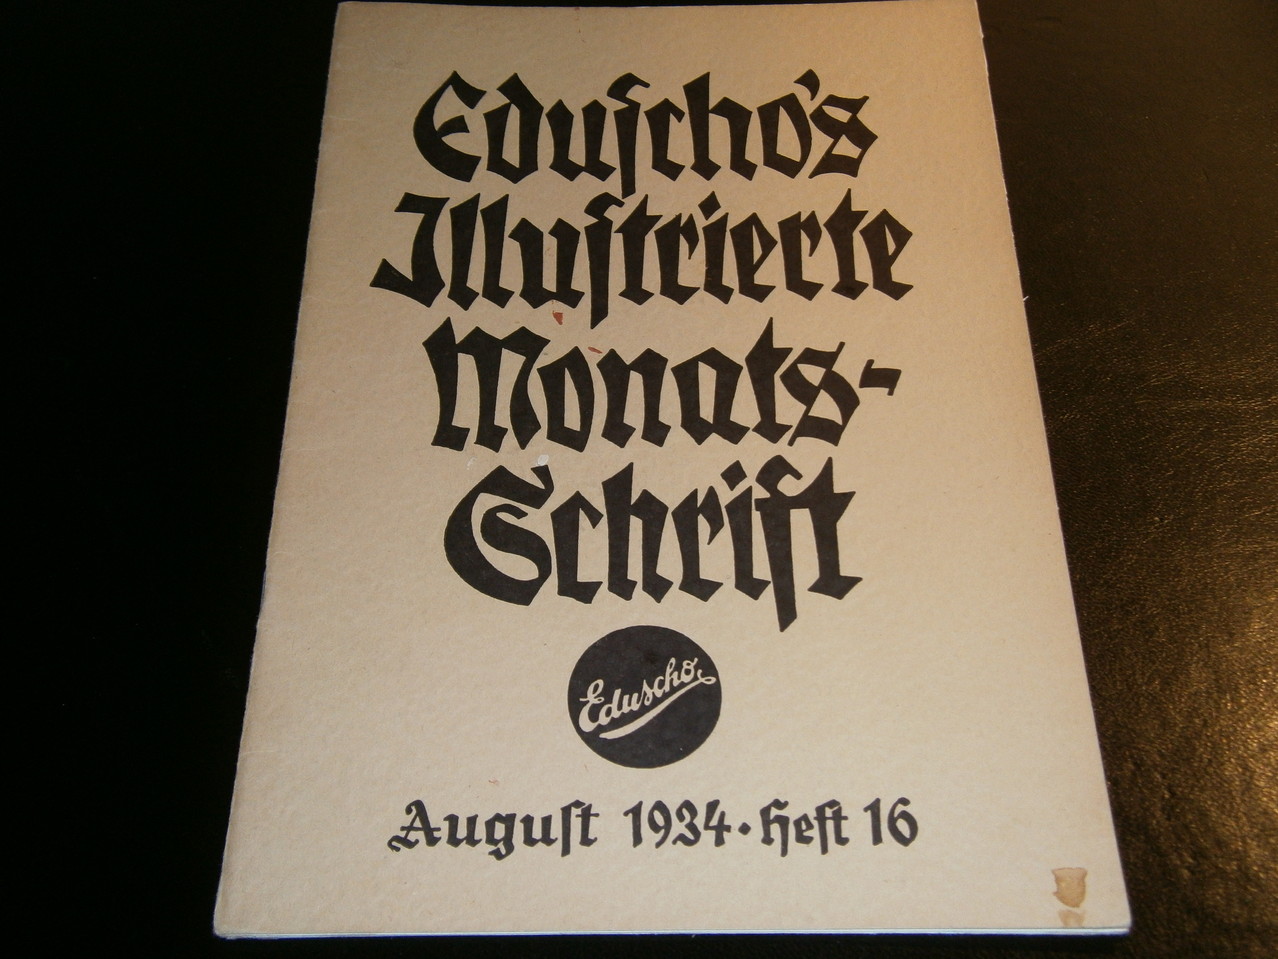 Eduſcho's
Illuſtrierte
Monats-
Schrift
Eduscho
Auguſt 1934 · Heft 16